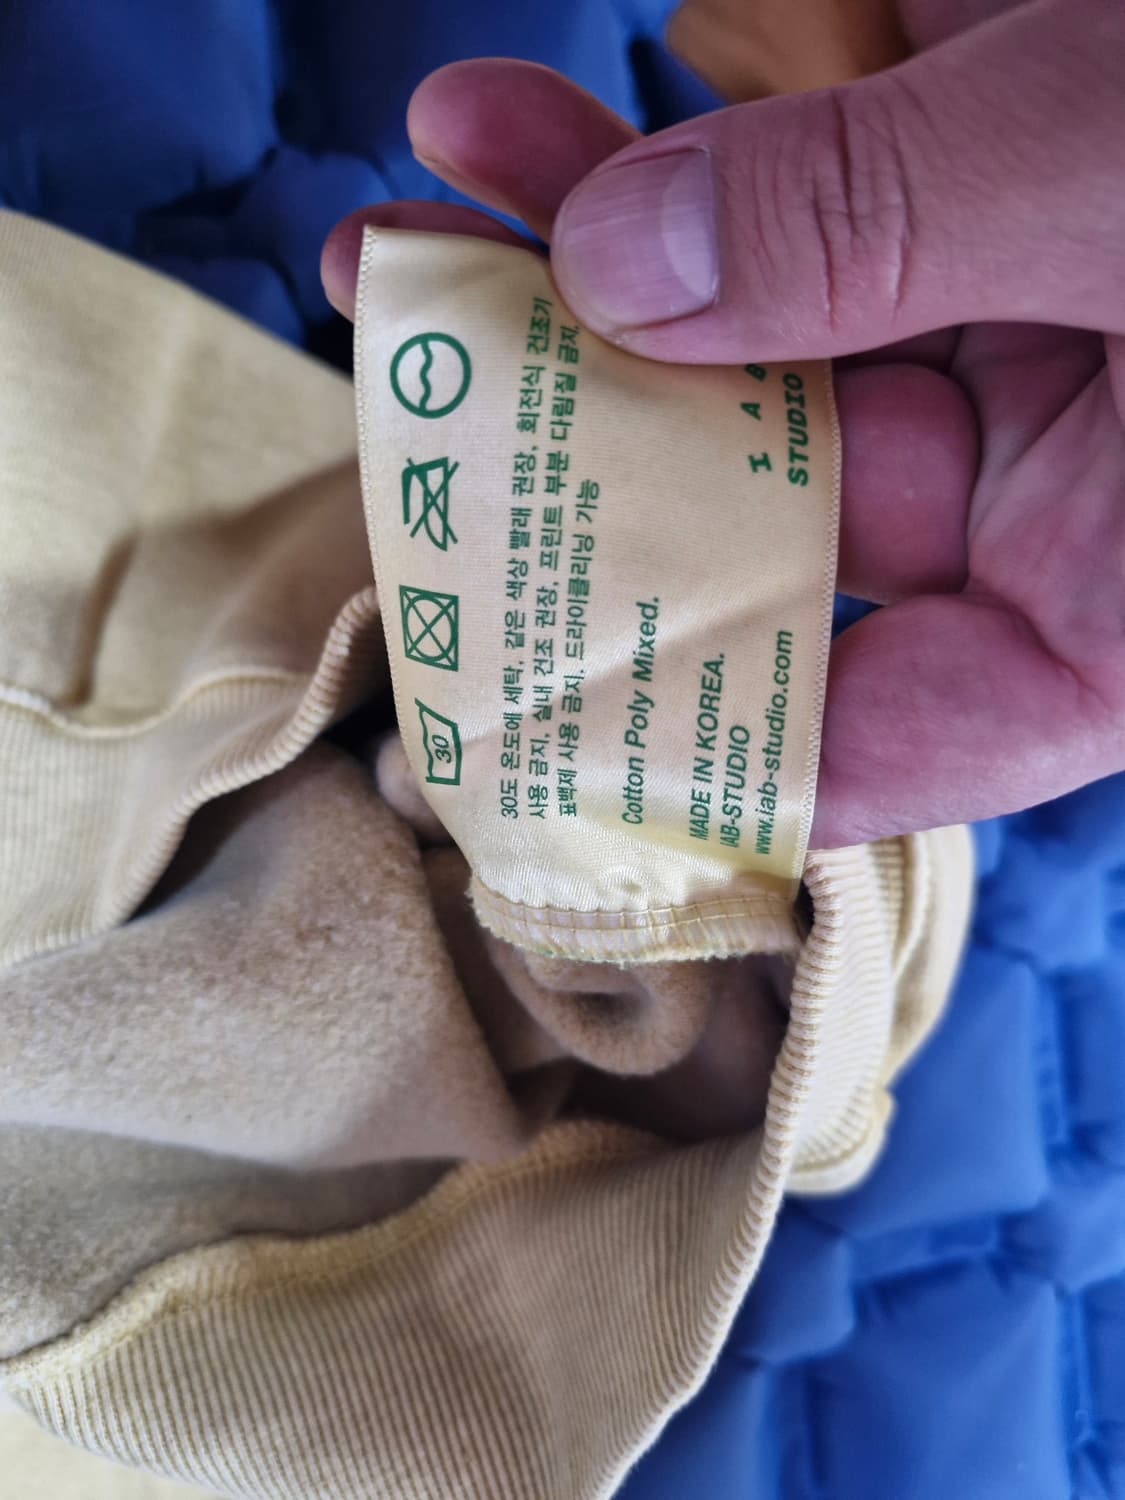 30
30도 온도에 세탁, 같은 색상 빨래 권장, 회전식 건조기
사용 금지, 실내 건조 권장, 프린트 부분 다림질 금지,
표백제 사용 금지, 드라이클리닝 가능
Cotton Poly Mixed.
MADE IN KOREA.
IAB-STUDIO
www.iab-studio.com
I A B
STUDIO